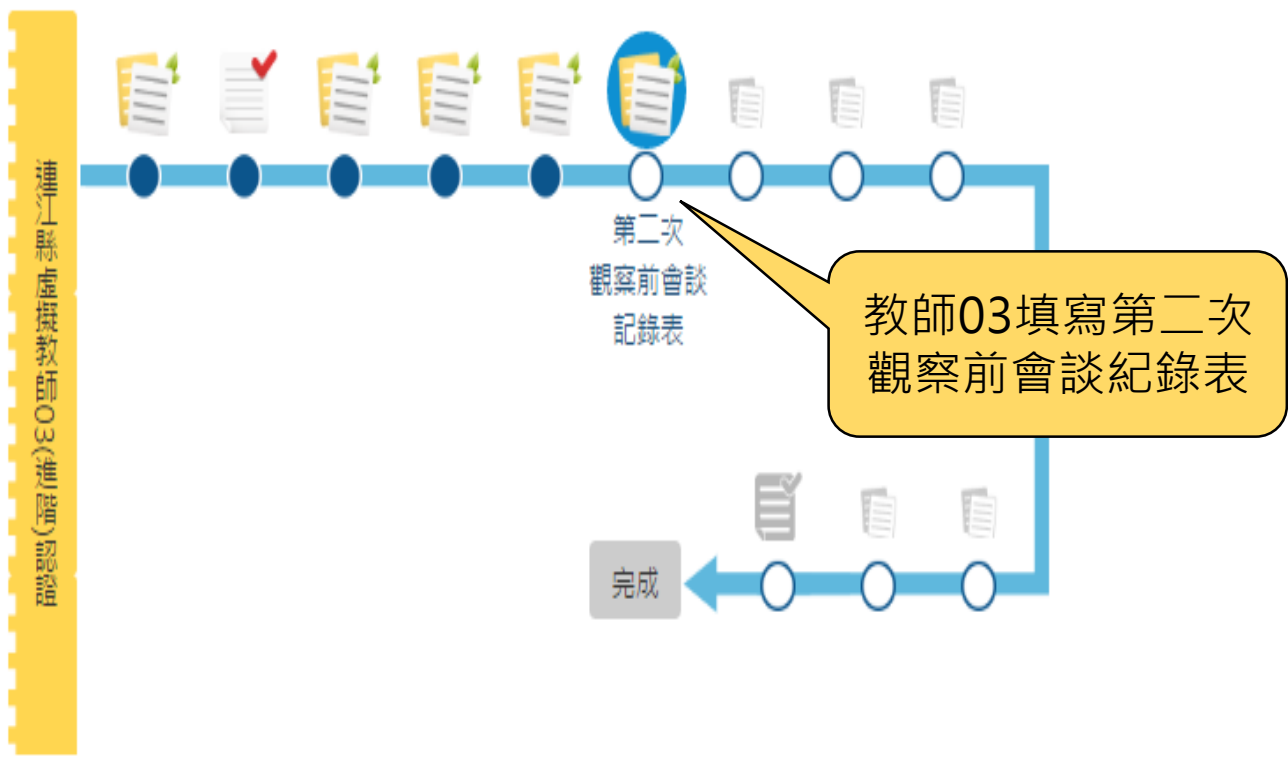 連江縣虛擬教師03(進階)認證
第二次
觀察前會談
記錄表
教師03填寫第二次
觀察前會談紀錄表
完成